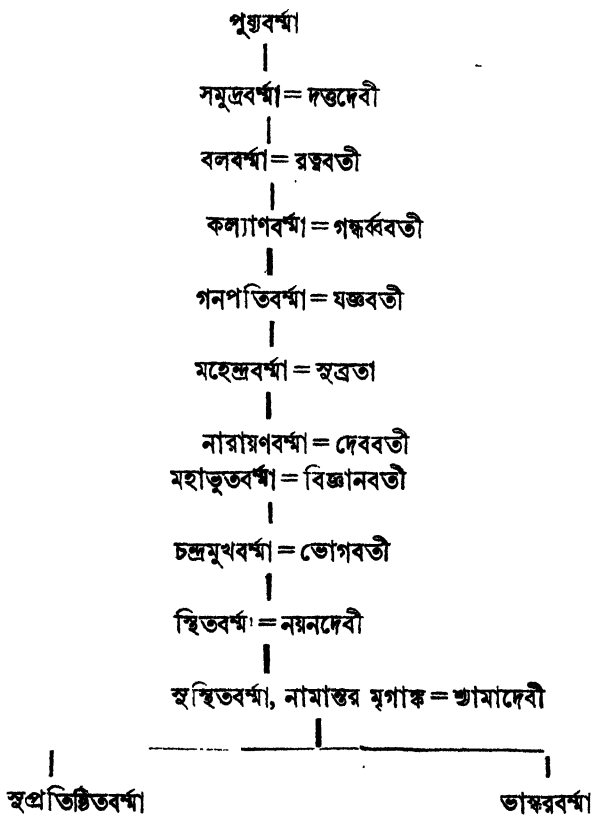 পুষ্যবর্ম্মা
সমুদ্রবর্ম্মা = দত্তদেবী
বলবর্ম্মা = রত্নবতী
কল্যাণবর্ম্মা = গন্ধর্ব্ববতী
গনপতিবর্ম্মা = যজ্ঞবতী
মহেন্দ্রবর্ম্মা = সুব্রতা
নারায়ণবর্ম্মা = দেববতী
মহাভুতবর্ম্মা = বিজ্ঞানবতী
চন্দ্রমুখবর্ম্মা = ভোগবতী
স্থিতবর্ম্মা = নয়নদেবী
সুস্থিতবর্ম্মা, নামান্তর মৃগাঙ্ক = শ্যামাদেবী
সুপ্রতিষ্ঠিতবর্ম্মা ভাস্করবর্ম্মা